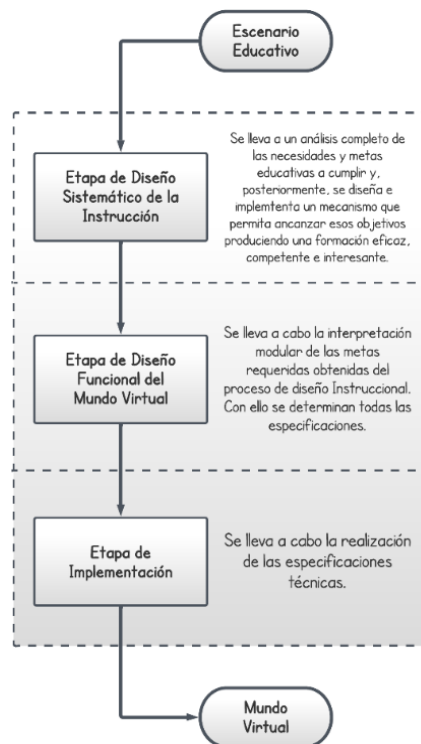 Escenario
Educativo
Etapa de Diseño
Sistemático de la
Instrucción
Se lleva a un análisis completo de
las necesidades y metas
educativas a cumplir y,
posteriormente, se diseña e
implemtenta un mecanismo que
permita ancanzar esos objetivos
produciendo una formación eficaz,
competente e interesante.
Etapa de Diseño
Funcional del
Mundo Virtual
Se lleva a cabo la interpretación
modular de las metas
requeridas obtenidas del
proceso de diseño Instruccional.
Con ello se determinan todas las
especificaciones.
Etapa de
Implementación
Se lleva a cabo la realización
de las especificaciones
técnicas.
Mundo
Virtual